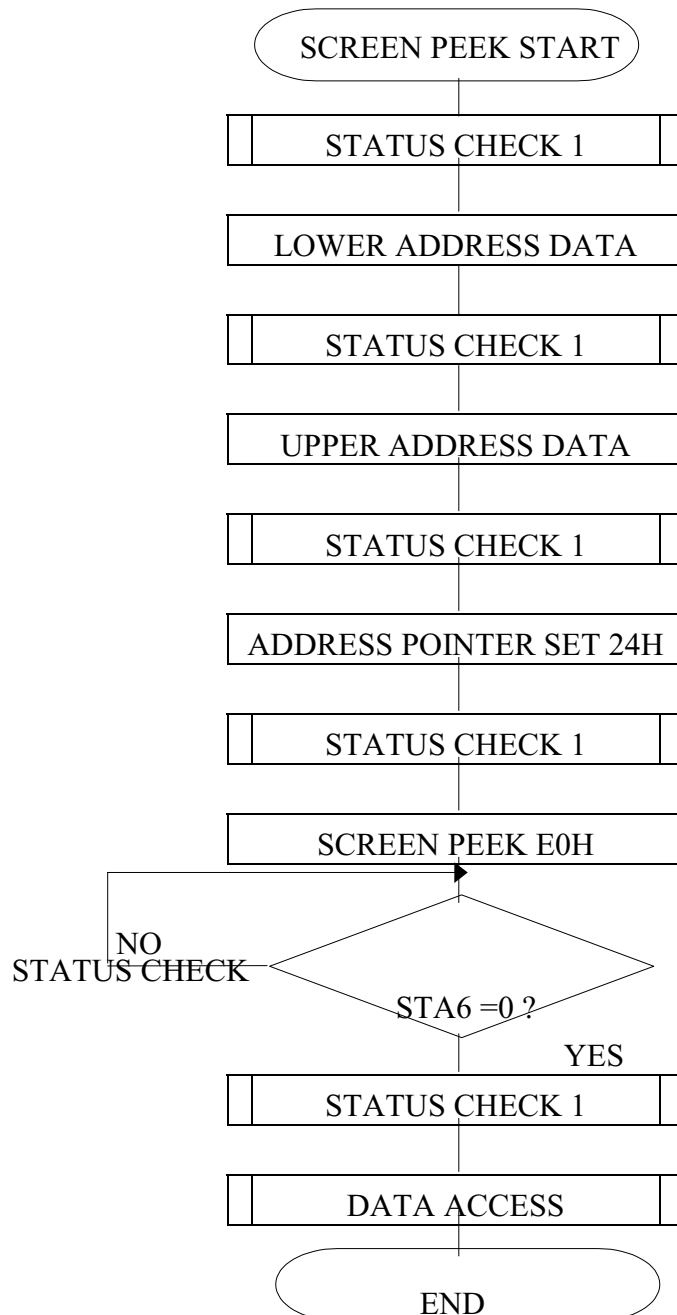 SCREEN PEEK START
STATUS CHECK 1
LOWER ADDRESS DATA
STATUS CHECK 1
UPPER ADDRESS DATA
STATUS CHECK 1
ADDRESS POINTER SET 24H
STATUS CHECK 1
SCREEN PEEK E0H
NO
STATUS CHECK
STA6 =0 ?
YES
STATUS CHECK 1
DATA ACCESS
END